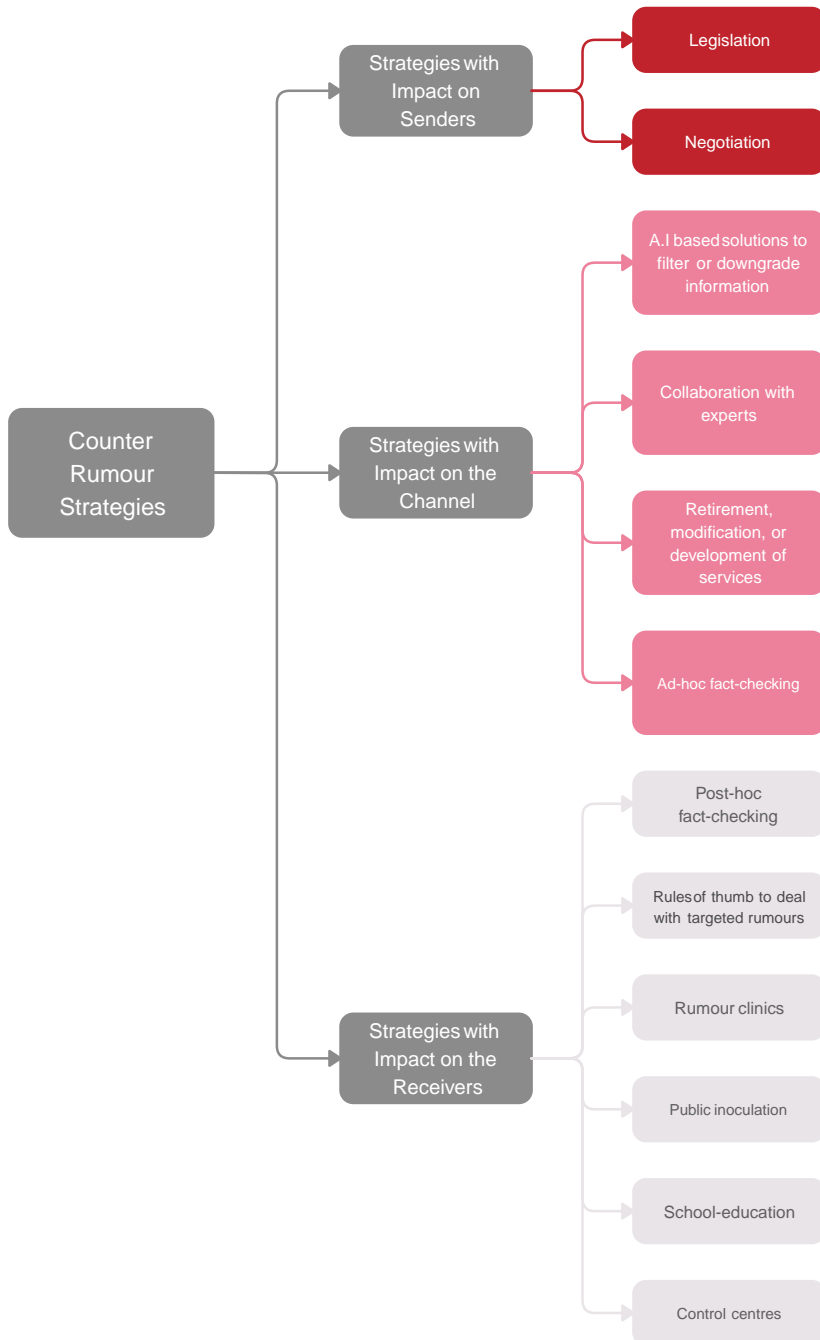 Counter
Rumour
Strategies
Strategies with
Impact on
Senders
Legislation
Negotiation
Strategies with
Impact on the
Channel
A.I based solutions to
filter or downgrade
information
Collaboration with
experts
Retirement,
modification, or
development of
services
Ad-hoc fact-checking
Strategies with
Impact on the
Receivers
Post-hoc
fact-checking
Rules of thumb to deal
with targeted rumours
Rumour clinics
Public inoculation
School-education
Control centres